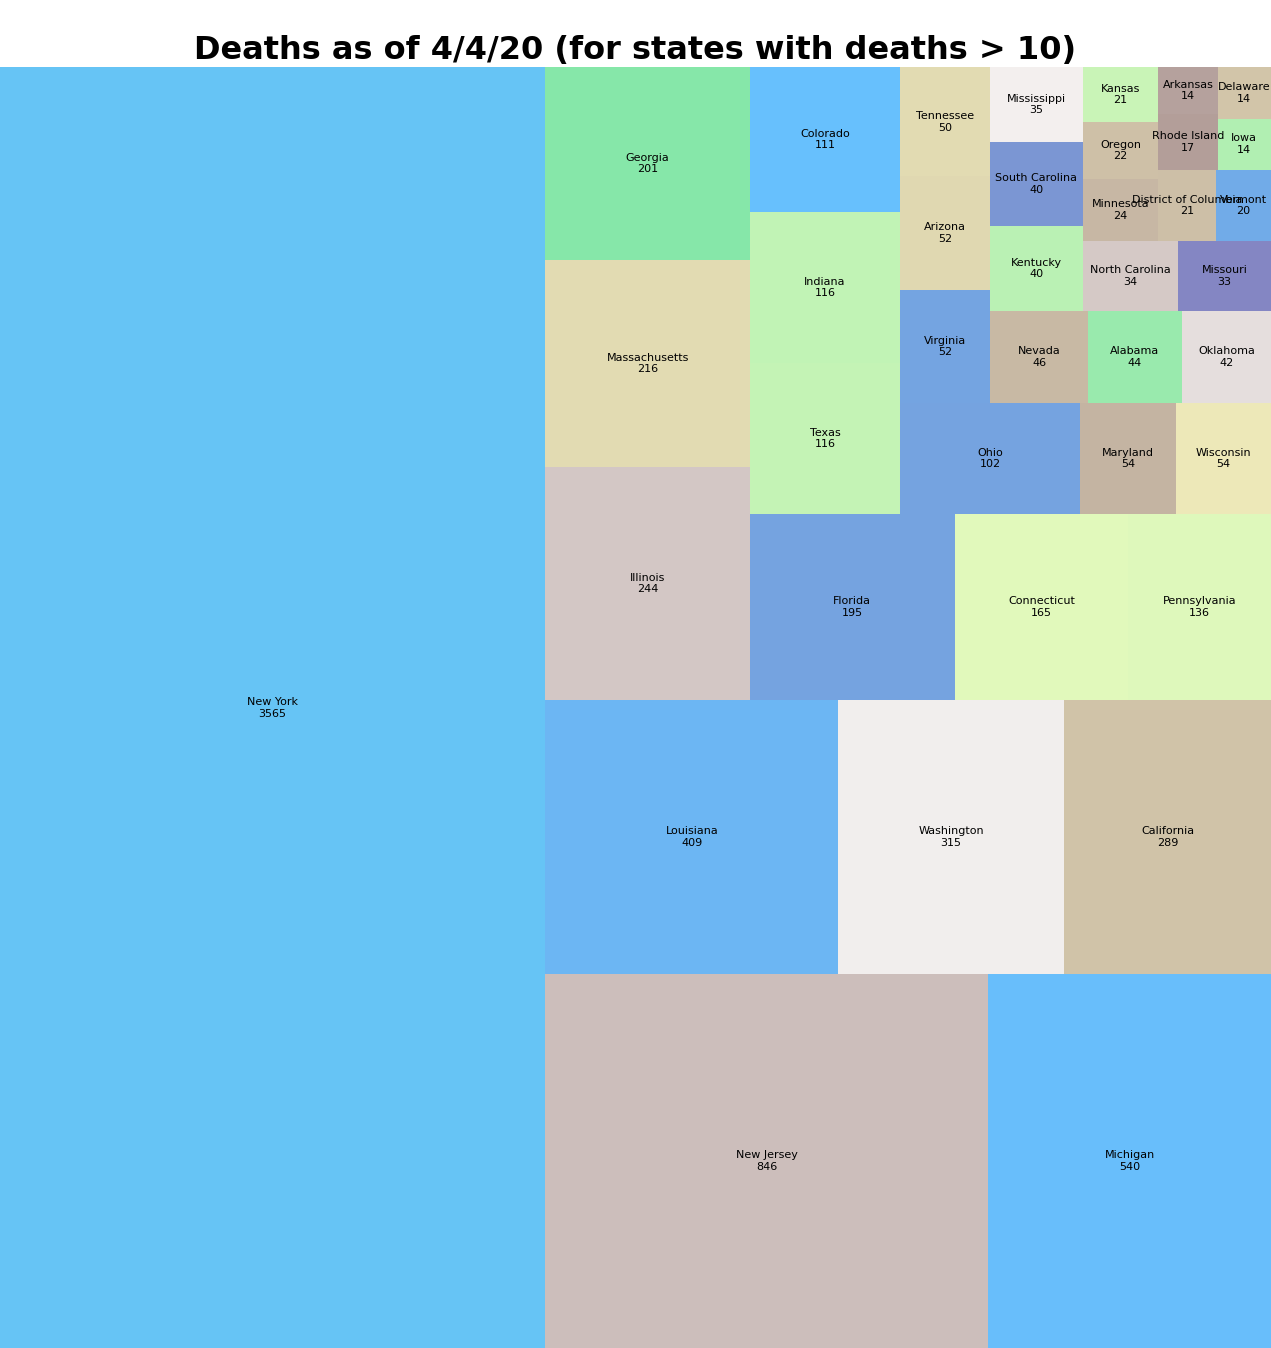 Deaths as of 4/4/20 (for states with deaths > 10)
New York
3565
Georgia
201
Massachusetts
216
Illinois
244
Colorado
111
Indiana
116
Texas
116
Tennessee
50
Arizona
52
Virginia
52
Mississippi
35
South Carolina
40
Kentucky
40
Kansas
21
Oregon
22
Minnesota
24
Arkansas
14
Delaware
14
Rhode Island
17
Iowa
14
District of Columbia
21
Vermont
20
North Carolina
34
Missouri
33
Nevada
46
Alabama
44
Oklahoma
42
Ohio
102
Maryland
54
Wisconsin
54
Florida
195
Connecticut
165
Pennsylvania
136
Louisiana
409
Washington
315
California
289
New Jersey
846
Michigan
540